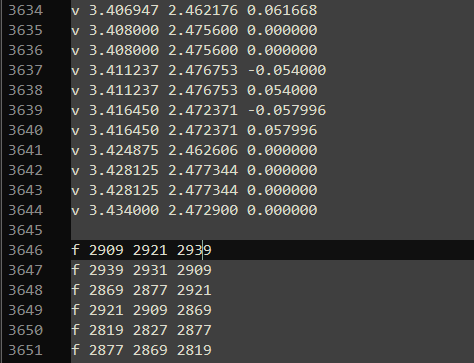 3634 v 3.406947 2.462176 0.061668
3635 v 3.408000 2.475600 0.000000
3636 v 3.408000 2.475600 0.000000
3637 v 3.411237 2.476753 -0.054000
3638 v 3.411237 2.476753 0.054000
3639 v 3.416450 2.472371 -0.057996
3640 v 3.416450 2.472371 0.057996
3641 v 3.424875 2.462606 0.000000
3642 v 3.428125 2.477344 0.000000
3643 v 3.428125 2.477344 0.000000
3644 v 3.434000 2.472900 0.000000
3645
3646 f 2909 2921 2939
3647 f 2939 2931 2909
3648 f 2869 2877 2921
3649 f 2921 2909 2869
3650 f 2819 2827 2877
3651 f 2877 2869 2819